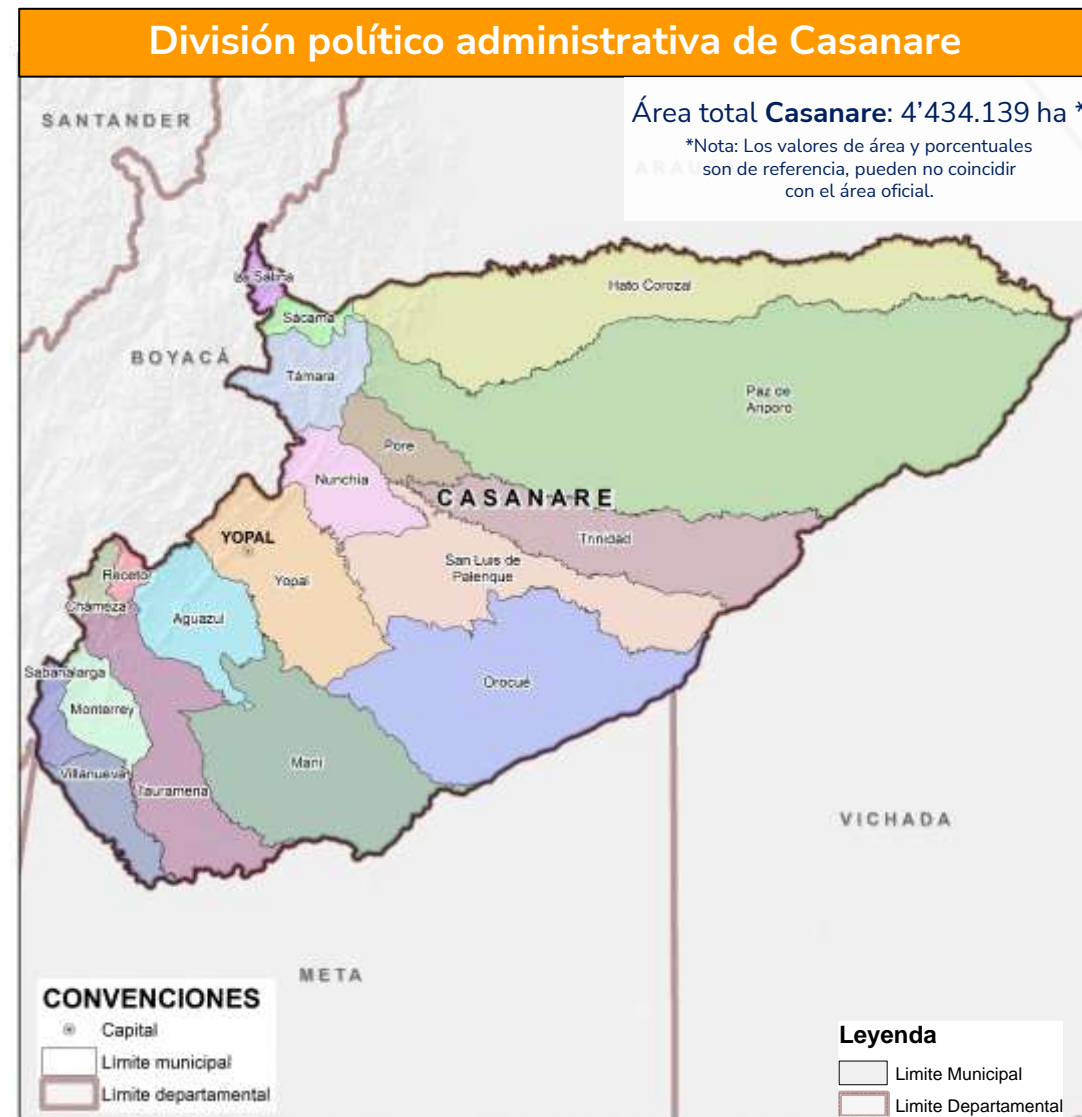 División político administrativa de Casanare
SANTANDER
Área total Casanare: 4’434.139 ha *
*Nota: Los valores de área y porcentuales
son de referencia, pueden no coincidir
con el área oficial.
la Salina
Hato Corozal
Sácama
BOYACÁ
Támara
Paz de
Ariporo
Pore
Nunchía
CASANARE
YOPAL
Trinidad
San Luis de
Palenque
Recetor
Yopal
Chámeza
Aguazul
Sabanalarga
Orocué
Monterrey
Maní
Villanueva
Tauramena
VICHADA
META
CONVENCIONES
Capital
Límite municipal
Límite departamental
Leyenda
Limite Municipal
Limite Departamental